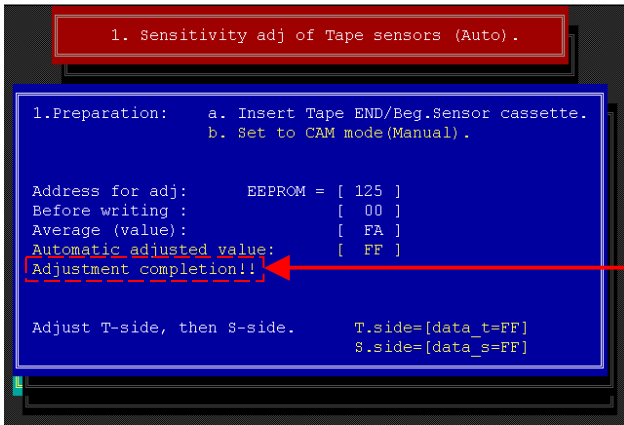 1. Sensitivity adj of Tape sensors (Auto).
1.Preparation: a. Insert Tape END/Beg.Sensor cassette.
b. Set to CAM mode(Manual).
Address for adj: EEPROM = [ 125 ]
Before writing : [ 00 ]
Average (value): [ FA ]
Automatic adjusted value: [ FF ]
Adjustment completion!!
Adjust T-side, then S-side. T.side=[data_t=FF]
S.side=[data_s=FF]